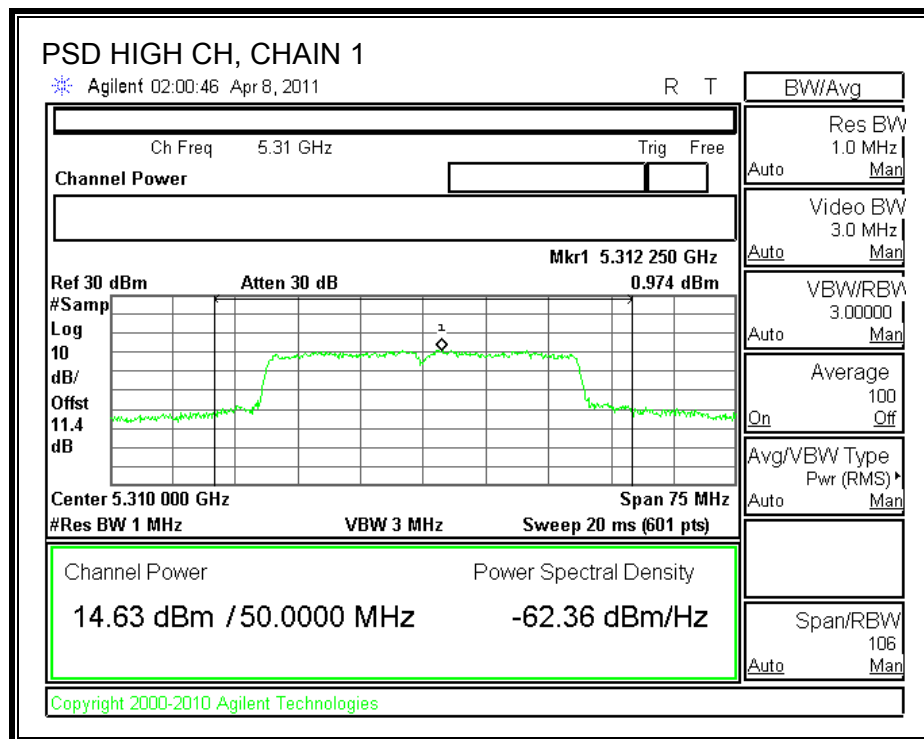 PSD HIGH CH, CHAIN 1
Agilent 02:00:46 Apr 8, 2011 R T
Ch Freq 5.31 GHz Trig Free
Channel Power
Mkr1 5.312 250 GHz
Ref 30 dBm Atten 30 dB 0.974 dBm
#Samp
Log
10
dB/
Offst
11.4
dB
1
Center 5.310 000 GHz Span 75 MHz
#Res BW 1 MHz VBW 3 MHz Sweep 20 ms (601 pts)
Channel Power Power Spectral Density
14.63 dBm / 50.0000 MHz -62.36 dBm/Hz
Copyright 2000-2010 Agilent Technologies
BW/Avg
Res BW
1.0 MHz
Auto Man
Video BW
3.0 MHz
Auto Man
VBW/RBW
3.00000
Auto Man
Average
100
On Off
Avg/VBW Type
Pwr (RMS)
Auto Man
Span/RBW
106
Auto Man